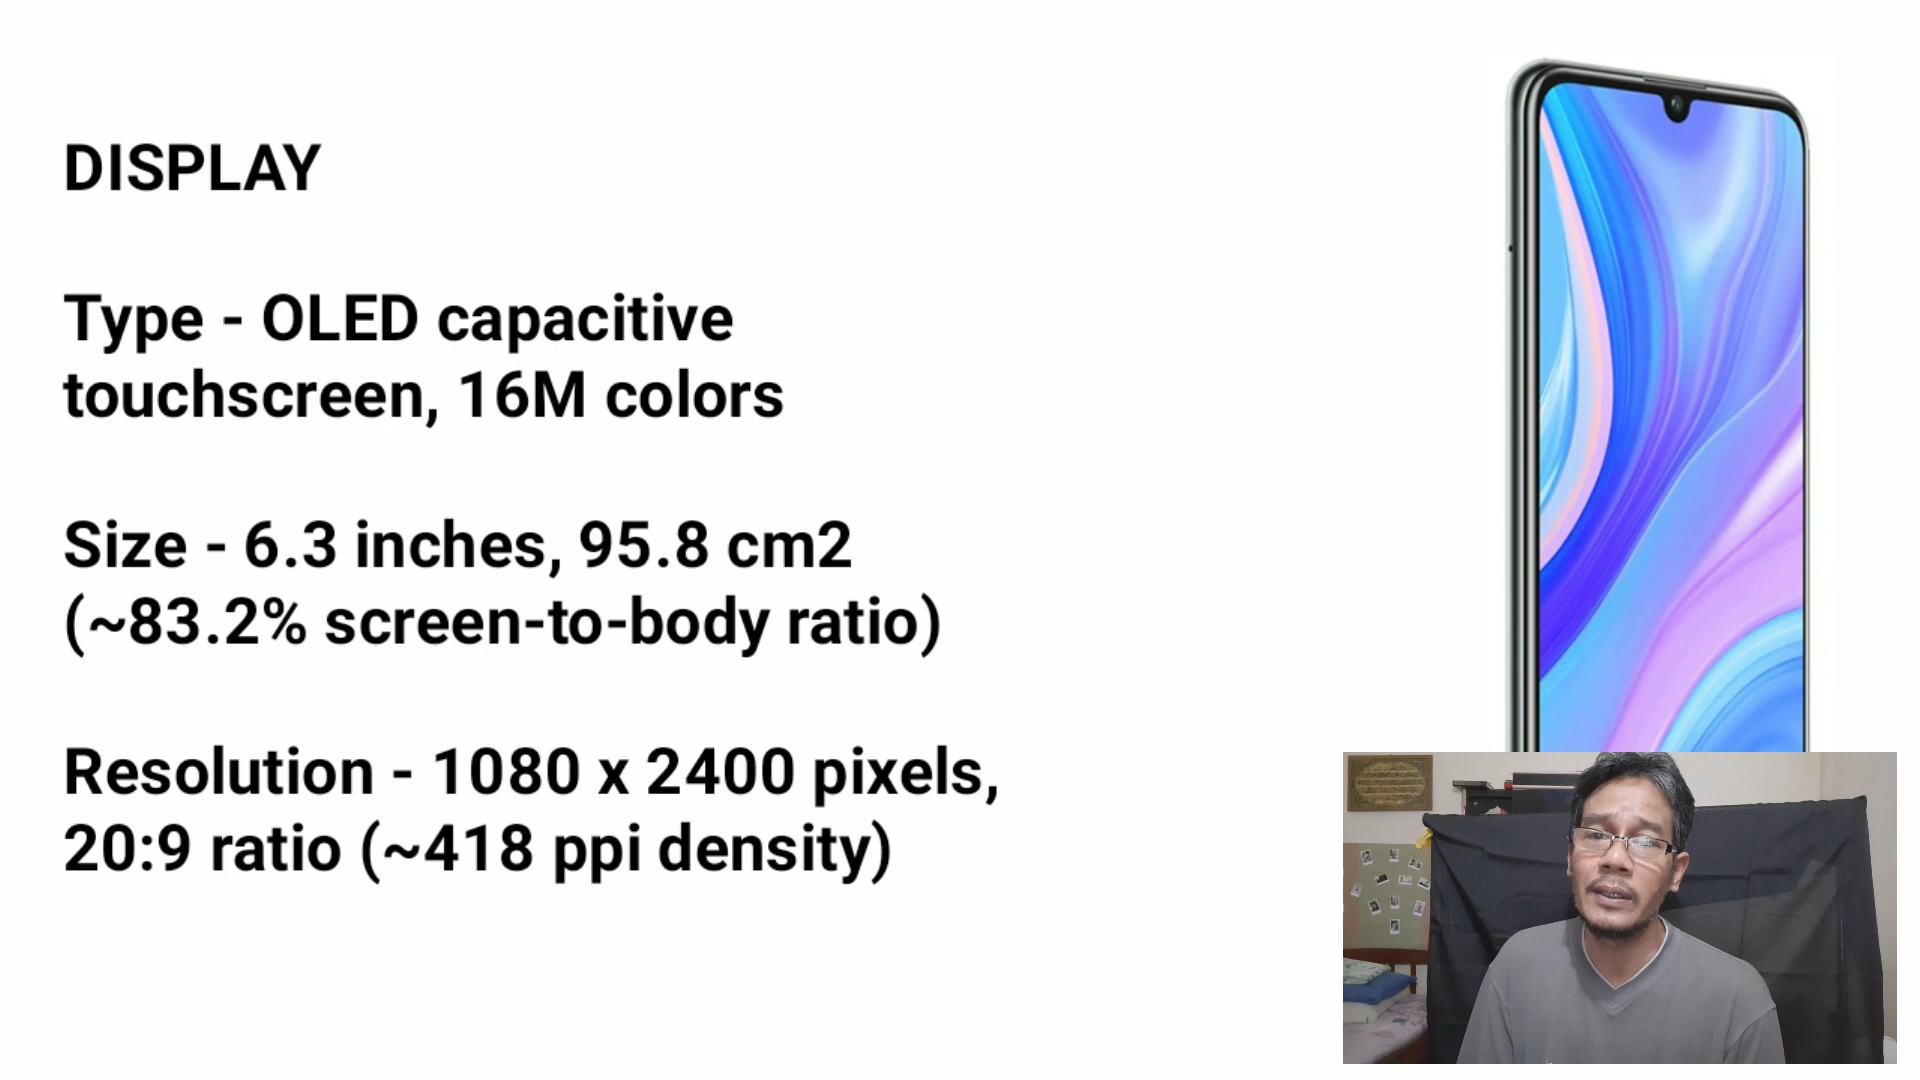 DISPLAY
Type - OLED capacitive
touchscreen, 16M colors
Size - 6.3 inches, 95.8 cm2
(~83.2% screen-to-body ratio)
Resolution - 1080 x 2400 pixels,
20:9 ratio (~418 ppi density)